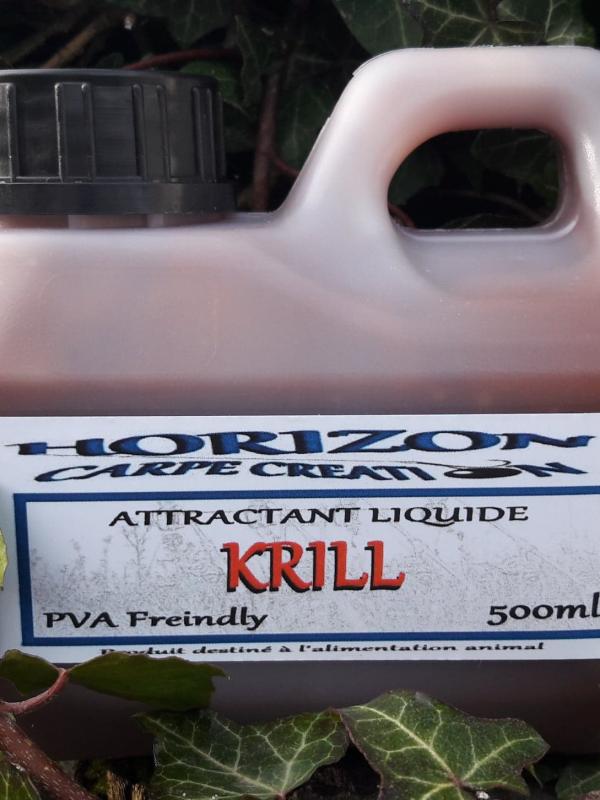 HORIZON
CARPE CREATION
ATTRACTANT LIQUIDE
KRILL
PVA Freindly 500ml
Produit destiné à l'alimentation animal